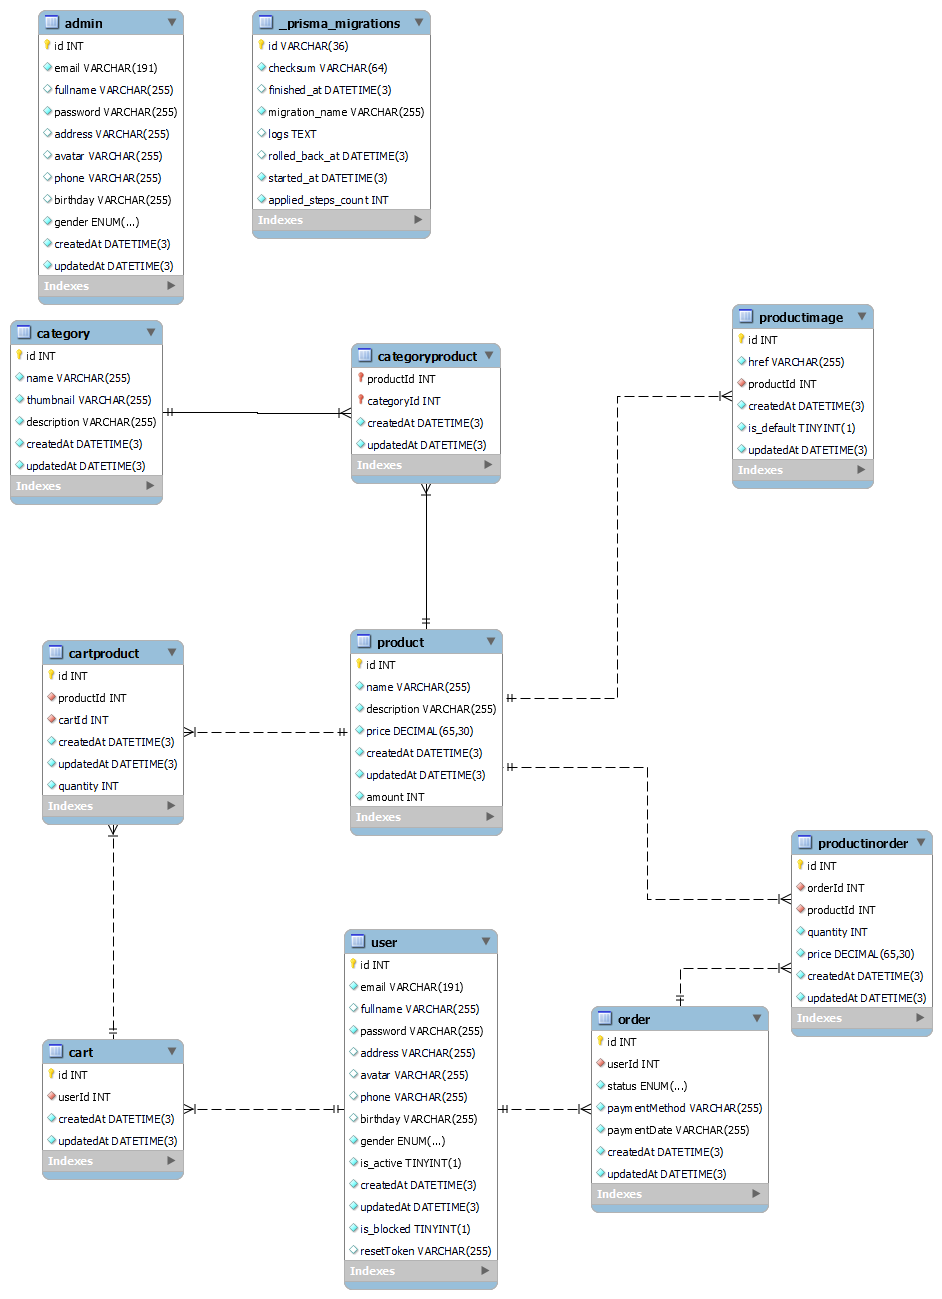 admin
id INT
email VARCHAR(191)
fullname VARCHAR(255)
password VARCHAR(255)
address VARCHAR(255)
avatar VARCHAR(255)
phone VARCHAR(255)
birthday VARCHAR(255)
gender ENUM(...)
createdAt DATETIME(3)
updatedAt DATETIME(3)
Indexes
_prisma_migrations
id VARCHAR(36)
checksum VARCHAR(64)
finished_at DATETIME(3)
migration_name VARCHAR(255)
logs TEXT
rolled_back_at DATETIME(3)
started_at DATETIME(3)
applied_steps_count INT
Indexes
category
id INT
name VARCHAR(255)
thumbnail VARCHAR(255)
description VARCHAR(255)
createdAt DATETIME(3)
updatedAt DATETIME(3)
Indexes
categoryproduct
productId INT
categoryId INT
createdAt DATETIME(3)
updatedAt DATETIME(3)
Indexes
productimage
id INT
href VARCHAR(255)
productId INT
createdAt DATETIME(3)
is_default TINYINT(1)
updatedAt DATETIME(3)
Indexes
cartproduct
id INT
productId INT
cartId INT
createdAt DATETIME(3)
updatedAt DATETIME(3)
quantity INT
Indexes
product
id INT
name VARCHAR(255)
description VARCHAR(255)
price DECIMAL(65,30)
createdAt DATETIME(3)
updatedAt DATETIME(3)
amount INT
Indexes
productinorder
id INT
orderId INT
productId INT
quantity INT
price DECIMAL(65,30)
createdAt DATETIME(3)
updatedAt DATETIME(3)
Indexes
cart
id INT
userId INT
createdAt DATETIME(3)
updatedAt DATETIME(3)
Indexes
user
id INT
email VARCHAR(191)
fullname VARCHAR(255)
password VARCHAR(255)
address VARCHAR(255)
avatar VARCHAR(255)
phone VARCHAR(255)
birthday VARCHAR(255)
gender ENUM(...)
is_active TINYINT(1)
createdAt DATETIME(3)
updatedAt DATETIME(3)
is_blocked TINYINT(1)
resetToken VARCHAR(255)
Indexes
order
id INT
userId INT
status ENUM(...)
paymentMethod VARCHAR(255)
paymentDate VARCHAR(255)
createdAt DATETIME(3)
updatedAt DATETIME(3)
Indexes